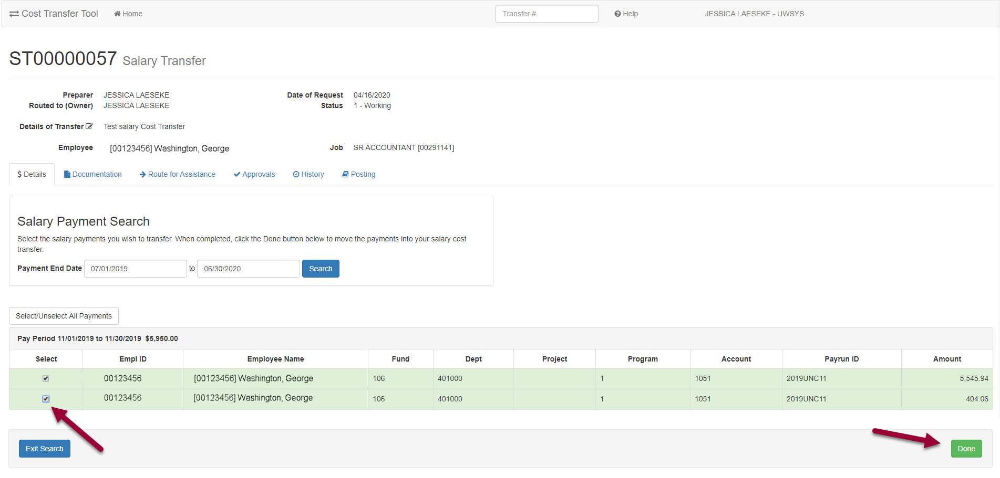 Cost Transfer Tool Home Transfer # Help JESSICA LAESEKE - UWSYS
ST00000057 Salary Transfer
Preparer JESSICA LAESEKE Date of Request 04/16/2020
Routed to (Owner) JESSICA LAESEKE Status 1 - Working
Details of Transfer Test salary Cost Transfer
Employee [00123456] Washington, George Job SR ACCOUNTANT [00291141]
$ Details Documentation Route for Assistance Approvals History Posting
Salary Payment Search
Select the salary payments you wish to transfer. When completed, click the Done button below to move the payments into your salary cost
transfer.
Payment End Date 07/01/2019 to 06/30/2020 Search
Select/Unselect All Payments
Pay Period 11/01/2019 to 11/30/2019 $5,950.00
Select Empl ID Employee Name Fund Dept Project Program Account Payrun ID Amount
00123456 [00123456] Washington, George 106 401000 1 1051 2019UNC11 5,545.94
00123456 [00123456] Washington, George 106 401000 1 1051 2019UNC11 404.06
Exit Search Done